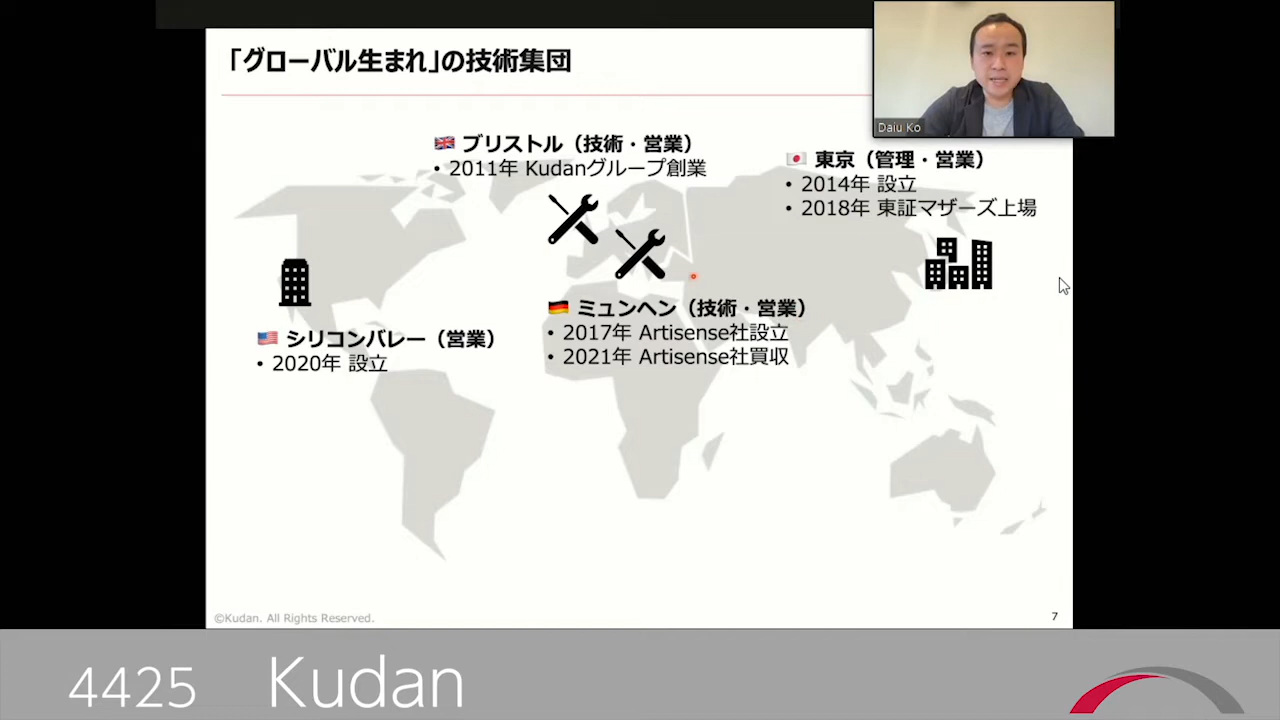 「グローバル生まれ」の技術集団
Daiu Ko
ブリストル（技術・営業）
• 2011年 Kudanグループ創業
東京（管理・営業）
• 2014年 設立
• 2018年 東証マザーズ上場
ミュンヘン（技術・営業）
• 2017年 Artisense社設立
• 2021年 Artisense社買収
シリコンバレー（営業）
• 2020年 設立
©Kudan. All Rights Reserved.
7
4425 Kudan